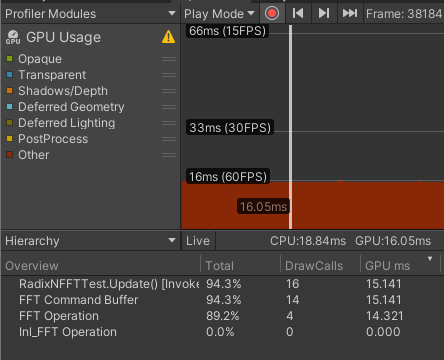 Profiler Modules Play Mode Frame: 38184
GPU Usage
GPU
Opaque
Transparent
Shadows/Depth
Deferred Geometry
Deferred Lighting
PostProcess
Other
66ms (15FPS)
33ms (30FPS)
16ms (60FPS)
16.05ms
Hierarchy Live CPU:18.84ms GPU:16.05ms
Overview Total DrawCalls GPU ms
RadixNFFTTest.Update() [Invoke 94.3% 16 15.141
FFT Command Buffer 94.3% 14 15.141
FFT Operation 89.2% 4 14.321
Inl_FFT Operation 0.0% 0 0.000